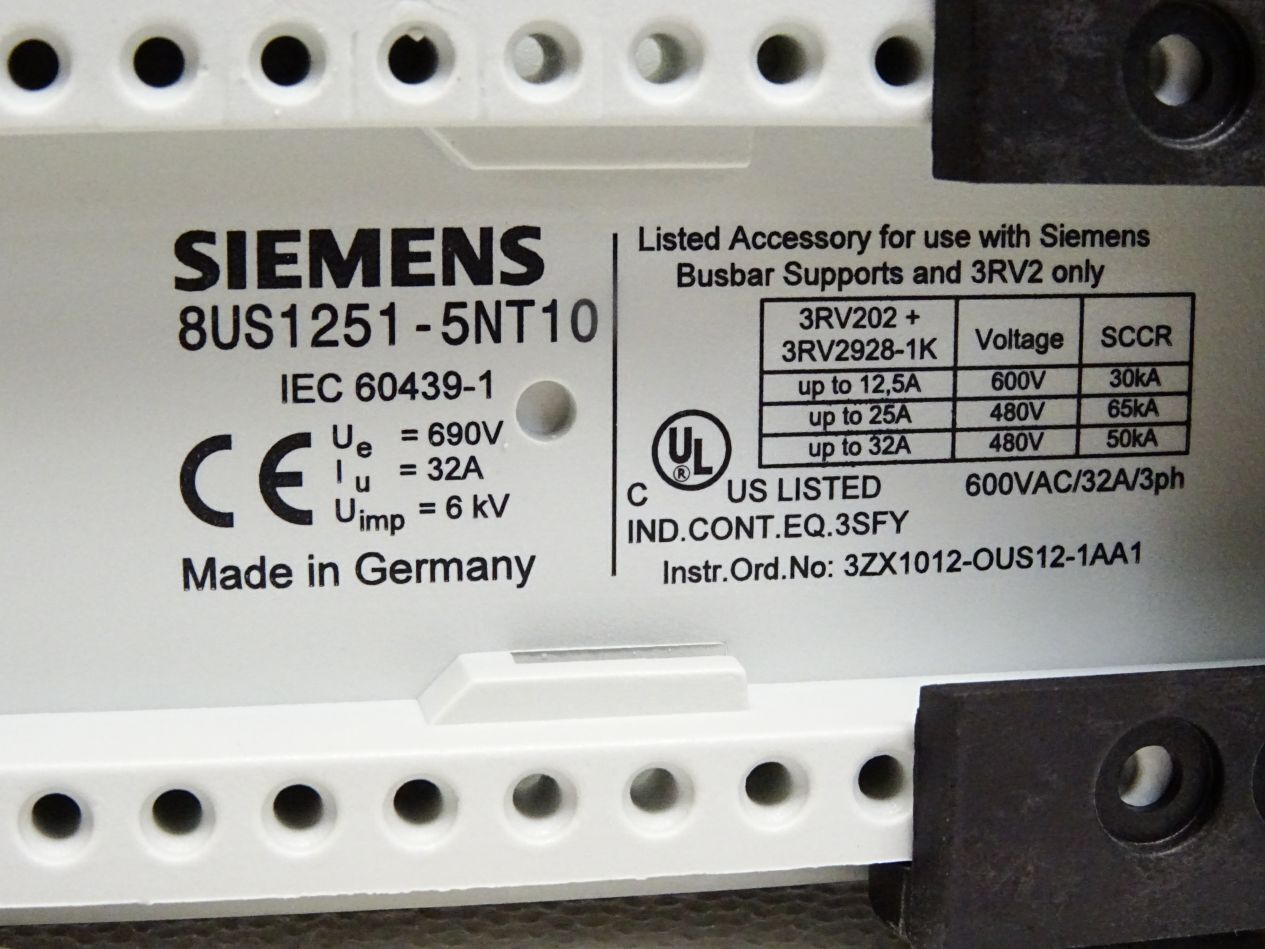 SIEMENS
8US1251-5NT10
IEC 60439-1
CE
Ue = 690V
Iu = 32A
Uimp = 6 kV
Made in Germany
Listed Accessory for use with Siemens
Busbar Supports and 3RV2 only
3RV202 +
3RV2928-1K Voltage SCCR
up to 12,5A 600V 30kA
up to 25A 480V 65kA
up to 32A 480V 50kA
C UL ® US LISTED 600VAC/32A/3ph
IND.CONT.EQ.3SFY
Instr.Ord.No: 3ZX1012-OUS12-1AA1